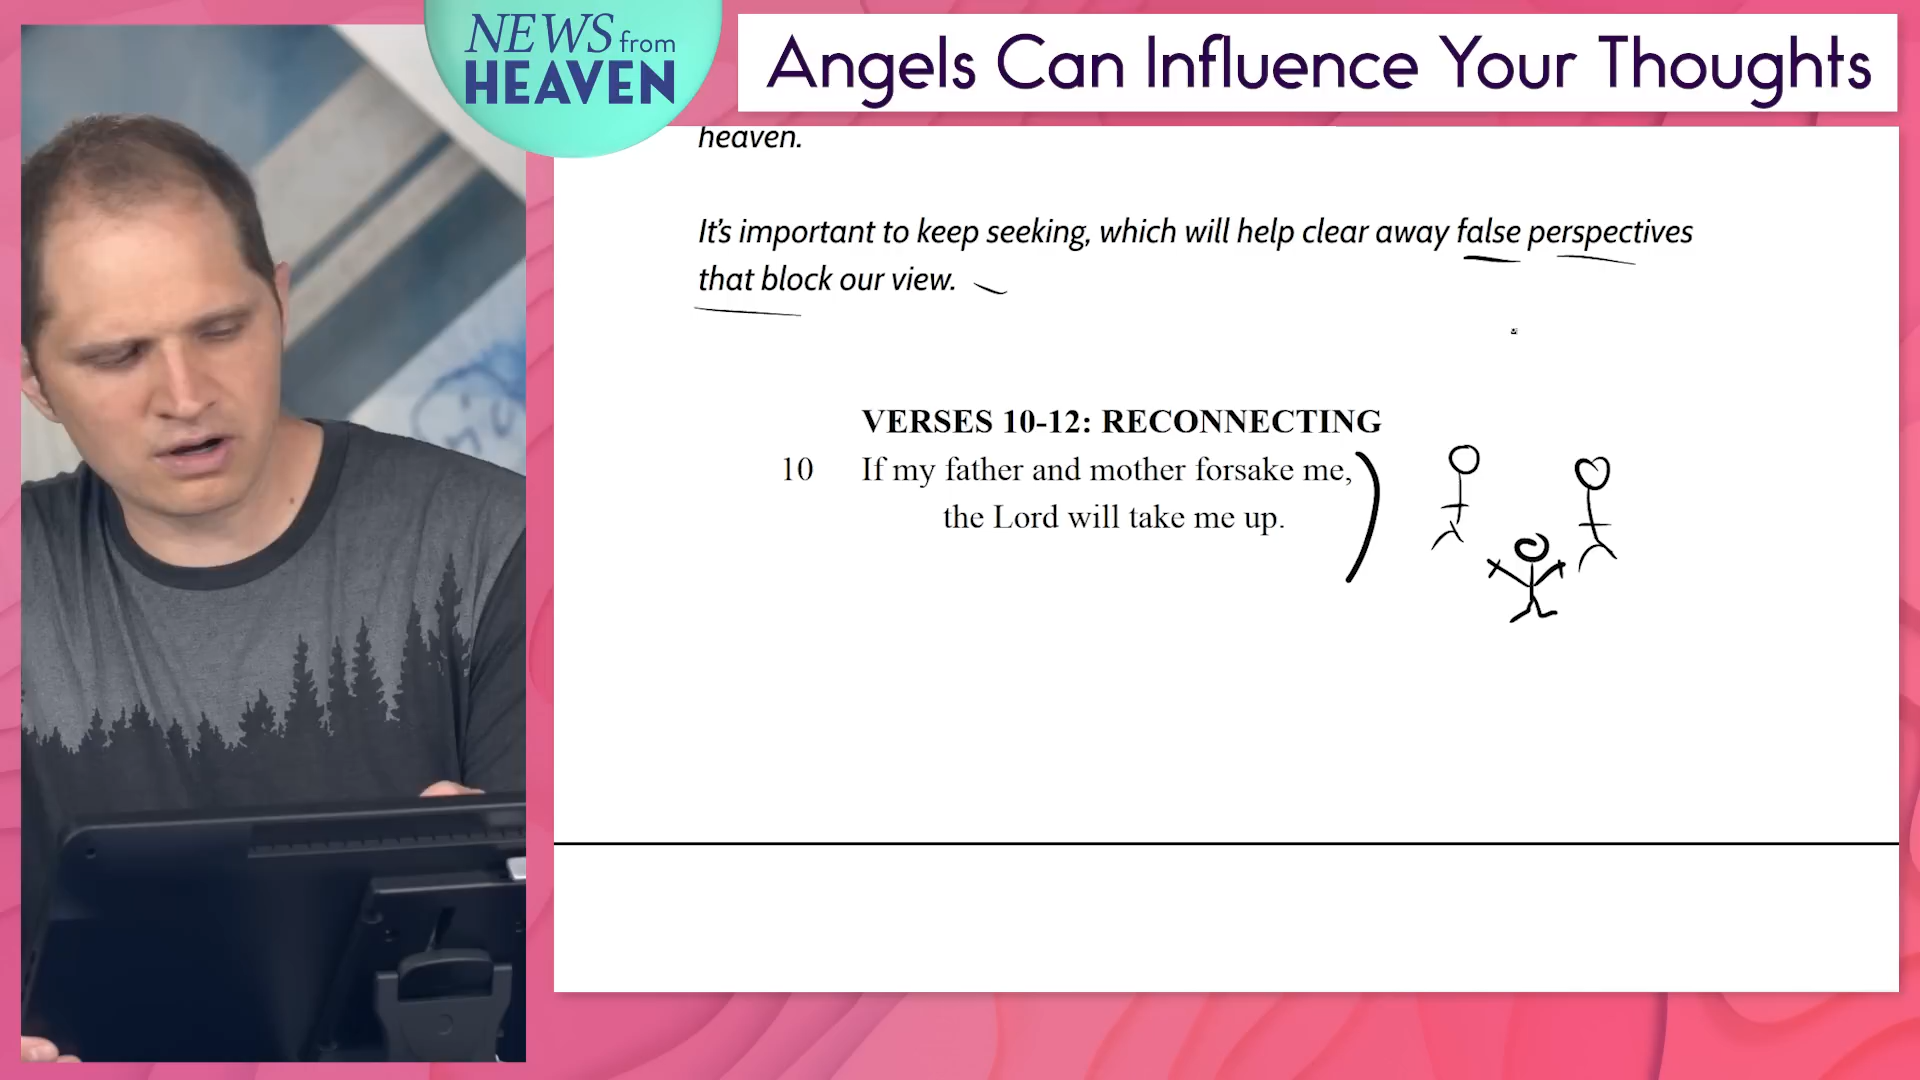 NEWS from
HEAVEN
Angels Can Influence Your Thoughts
heaven.
It's important to keep seeking, which will help clear away false perspectives
that block our view.
VERSES 10-12: RECONNECTING
10 If my father and mother forsake me,
the Lord will take me up.